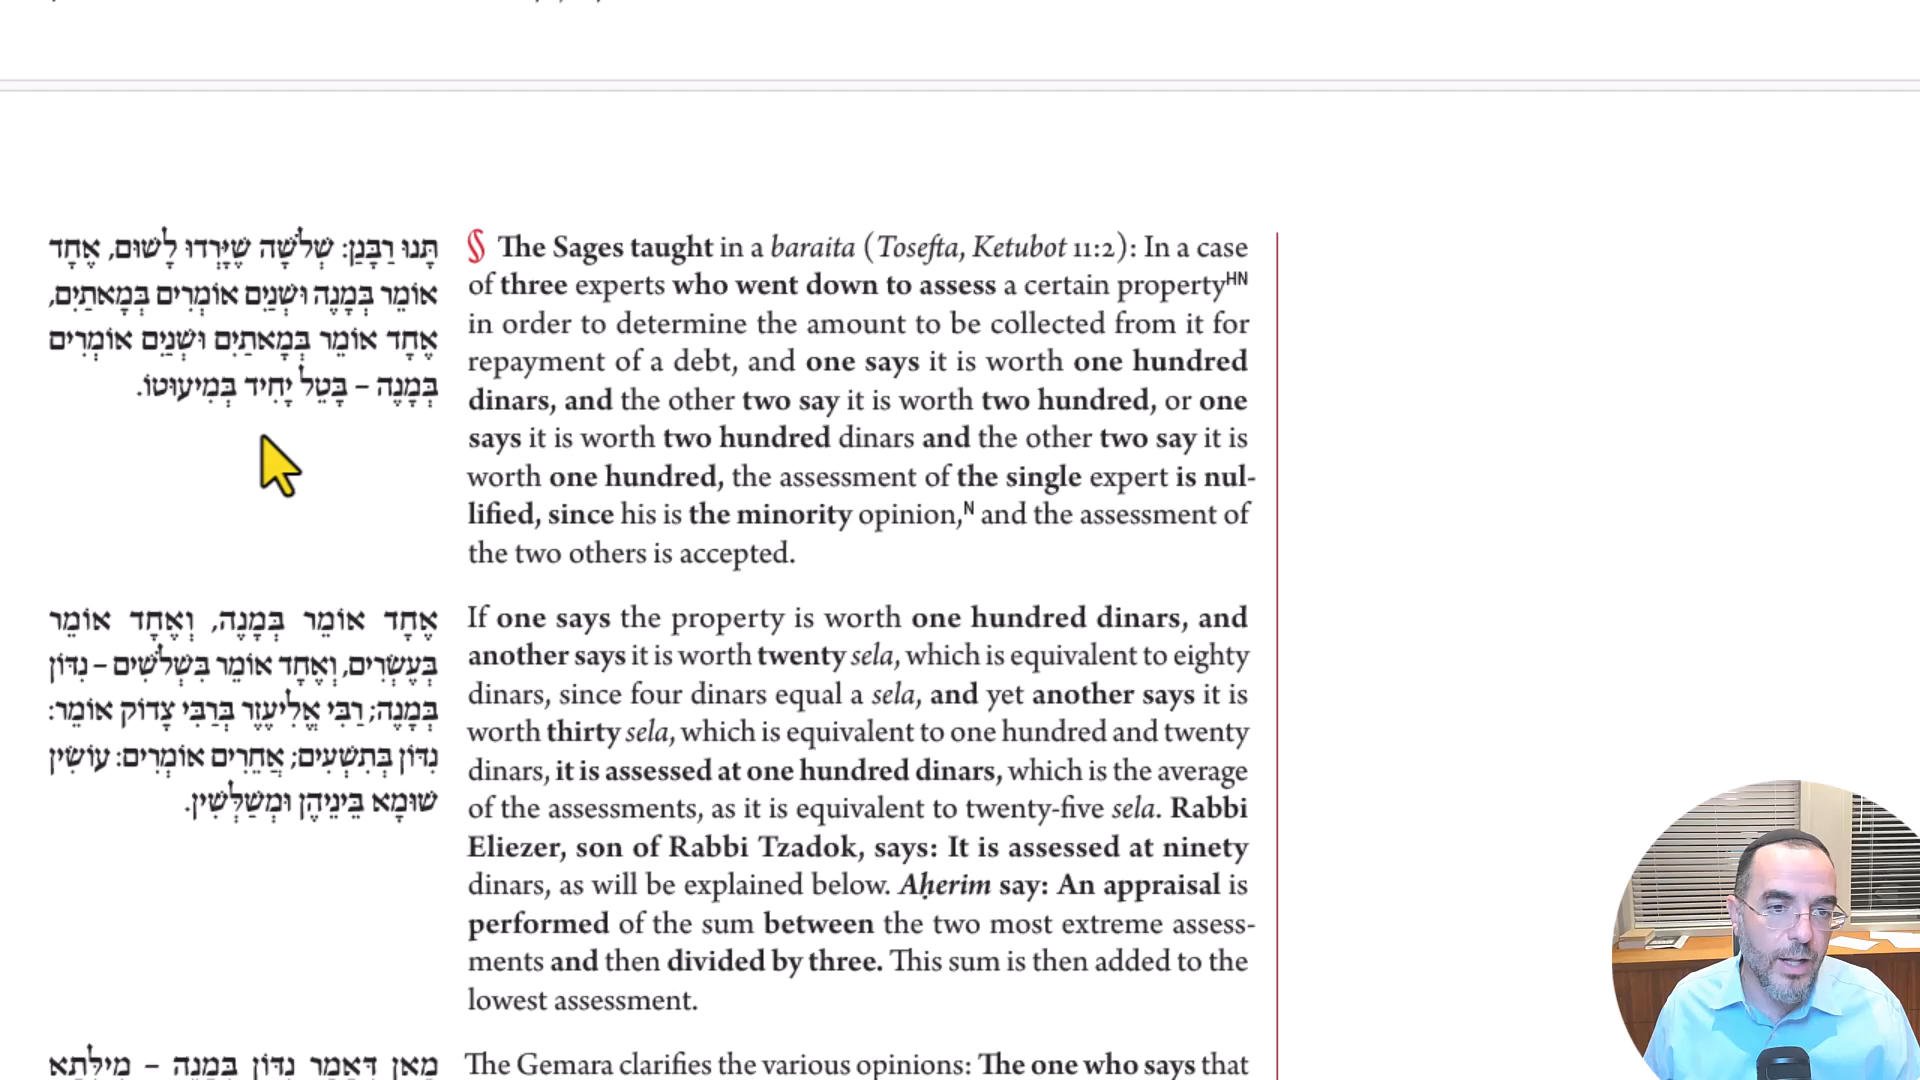 תָּנוּ רַבָּנַן: שְׁלֹשָׁה שֶׁיָּרְדוּ לָשׁוּם, אֶחָד
אוֹמֵר בְּמָנֶה וּשְׁנַיִם אוֹמְרִים בְּמָאתַיִם,
אֶחָד אוֹמֵר בְּמָאתַיִם וּשְׁנַיִם אוֹמְרִים
בְּמָנֶה – בָּטֵל יָחִיד בְּמִיעוּטוֹ.
§ The Sages taught in a baraita (Tosefta, Ketubot 11:2): In a case
of three experts who went down to assess a certain propertyᴴᴺ
in order to determine the amount to be collected from it for
repayment of a debt, and one says it is worth one hundred
dinars, and the other two say it is worth two hundred, or one
says it is worth two hundred dinars and the other two say it is
worth one hundred, the assessment of the single expert is nul-
lified, since his is the minority opinion,ᴺ and the assessment of
the two others is accepted.
אֶחָד אוֹמֵר בְּמָנֶה, וְאֶחָד אוֹמֵר
בְּעֶשְׂרִים, וְאֶחָד אוֹמֵר בִּשְׁלֹשִׁים – נִדּוֹן
בְּמָנֶה; רַבִּי אֱלִיעֶזֶר בְּרַבִּי צָדוֹק אוֹמֵר:
נִדּוֹן בְּתִשְׁעִים; אֲחֵרִים אוֹמְרִים: עוֹשִׂין
שׁוּמָא בֵּינֵיהֶן וּמְשַׁלְּשִׁין.
If one says the property is worth one hundred dinars, and
another says it is worth twenty sela, which is equivalent to eighty
dinars, since four dinars equal a sela, and yet another says it is
worth thirty sela, which is equivalent to one hundred and twenty
dinars, it is assessed at one hundred dinars, which is the average
of the assessments, as it is equivalent to twenty-five sela. Rabbi
Eliezer, son of Rabbi Tzadok, says: It is assessed at ninety
dinars, as will be explained below. Aḥerim say: An appraisal is
performed of the sum between the two most extreme assess-
ments and then divided by three. This sum is then added to the
lowest assessment.
מַאן דְּאָמַר נִדּוֹן בְּמָנֶה – מִילְּתָא
The Gemara clarifies the various opinions: The one who says that